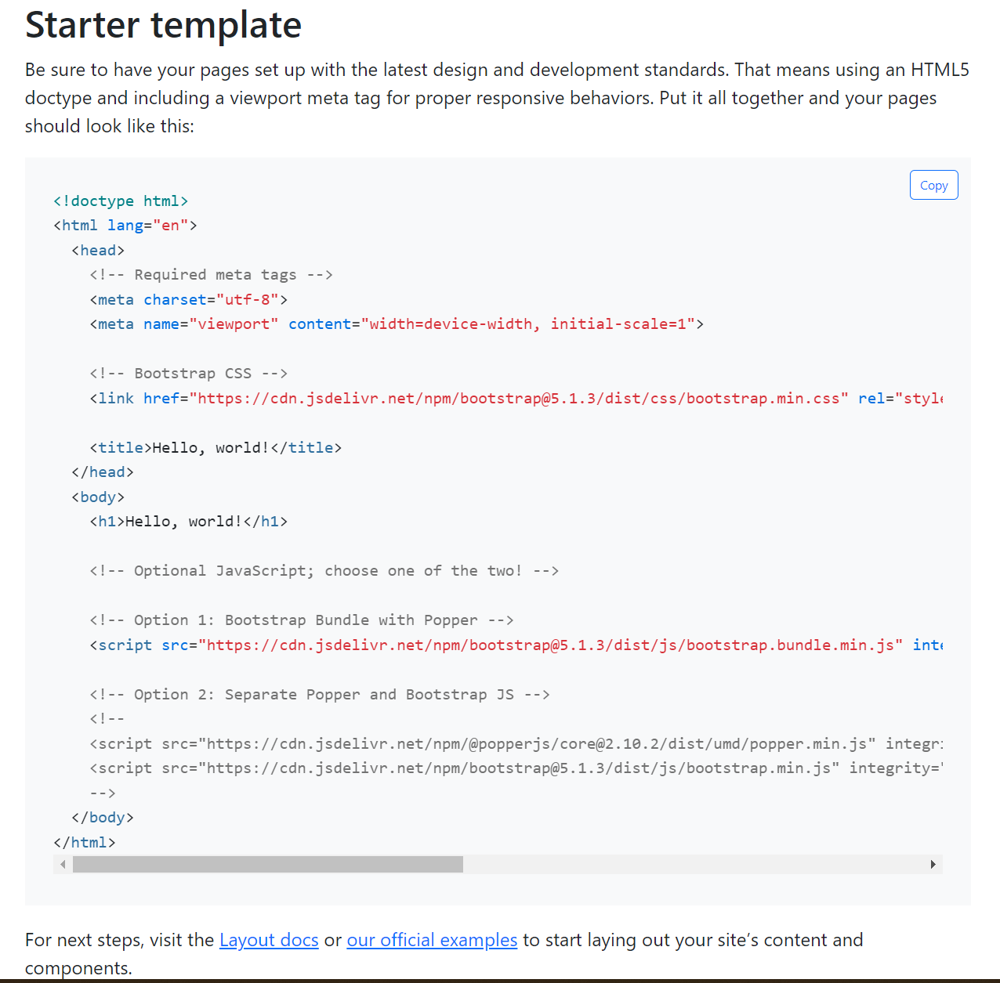 Starter template
Be sure to have your pages set up with the latest design and development standards. That means using an HTML5
doctype and including a viewport meta tag for proper responsive behaviors. Put it all together and your pages
should look like this:
Copy
<!doctype html>
<html lang="en">
  <head>
    <!-- Required meta tags -->
    <meta charset="utf-8">
    <meta name="viewport" content="width=device-width, initial-scale=1">
    <!-- Bootstrap CSS -->
    <link href="https://cdn.jsdelivr.net/npm/bootstrap@5.1.3/dist/css/bootstrap.min.css" rel="style
    <title>Hello, world!</title>
  </head>
  <body>
    <h1>Hello, world!</h1>
    <!-- Optional JavaScript; choose one of the two! -->
    <!-- Option 1: Bootstrap Bundle with Popper -->
    <script src="https://cdn.jsdelivr.net/npm/bootstrap@5.1.3/dist/js/bootstrap.bundle.min.js" inte
    <!-- Option 2: Separate Popper and Bootstrap JS -->
    <!--
    <script src="https://cdn.jsdelivr.net/npm/@popperjs/core@2.10.2/dist/umd/popper.min.js" integri
    <script src="https://cdn.jsdelivr.net/npm/bootstrap@5.1.3/dist/js/bootstrap.min.js" integrity="
    -->
  </body>
</html>
For next steps, visit the Layout docs or our official examples to start laying out your site’s content and
components.